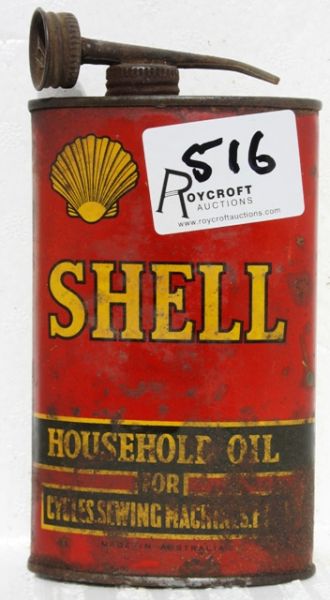 516
ROYCROFT
AUCTIONS
www.roycroftauctions.com
SHELL
HOUSEHOLD OIL
FOR
CYCLES. SEWING MACHINES.
MADE IN AUSTRALIA